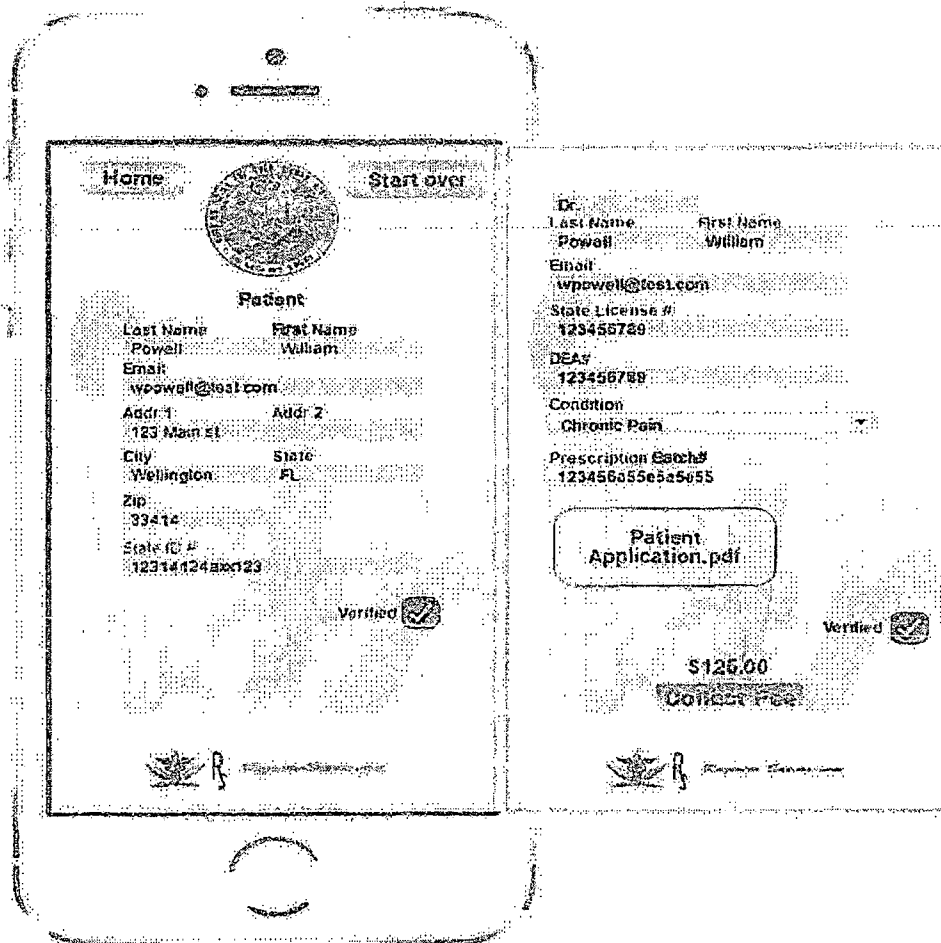 Home
Start over
Patient
Last Name First Name
Powell William
Email
wpowell@test.com
Addr 1 Addr 2
123 Main st
City State
Wellington FL
Zip
33414
State ID #
Verified
Dr.
Last Name First Name
Powell William
Email
wpowell@test.com
State License #
123456789
DEA#
123456789
Condition
Chronic Pain
Prescription Batch#
Patient
Application.pdf
Verified
$125.00
Collect Fee